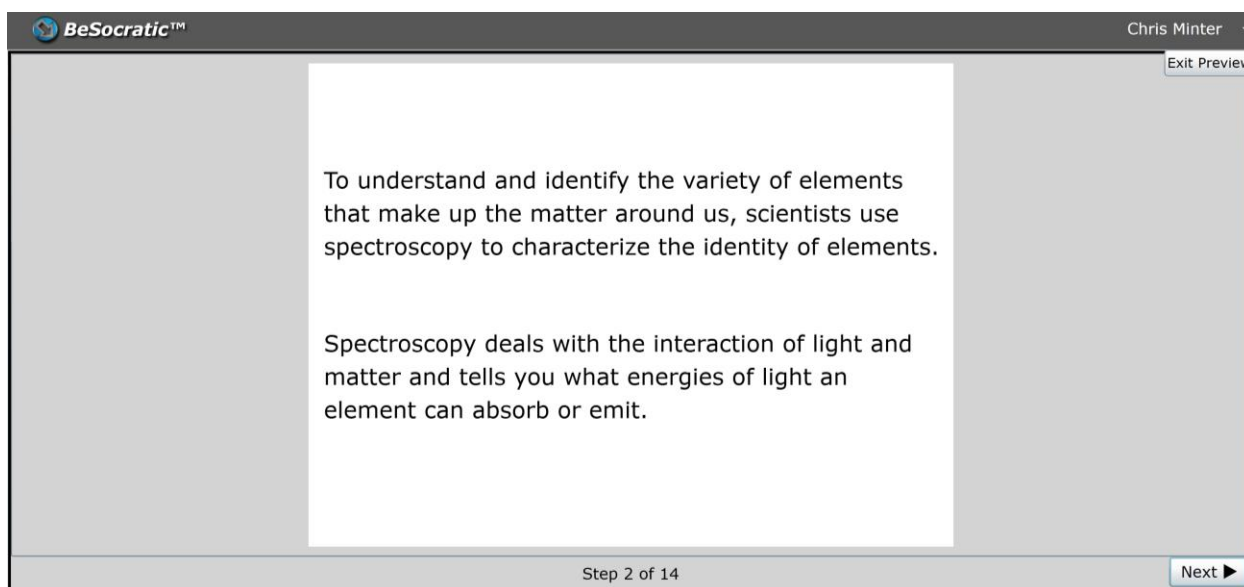 BeSocratic™
Chris Minter
Exit Preview
To understand and identify the variety of elements
that make up the matter around us, scientists use
spectroscopy to characterize the identity of elements.
Spectroscopy deals with the interaction of light and
matter and tells you what energies of light an
element can absorb or emit.
Step 2 of 14
Next ▶